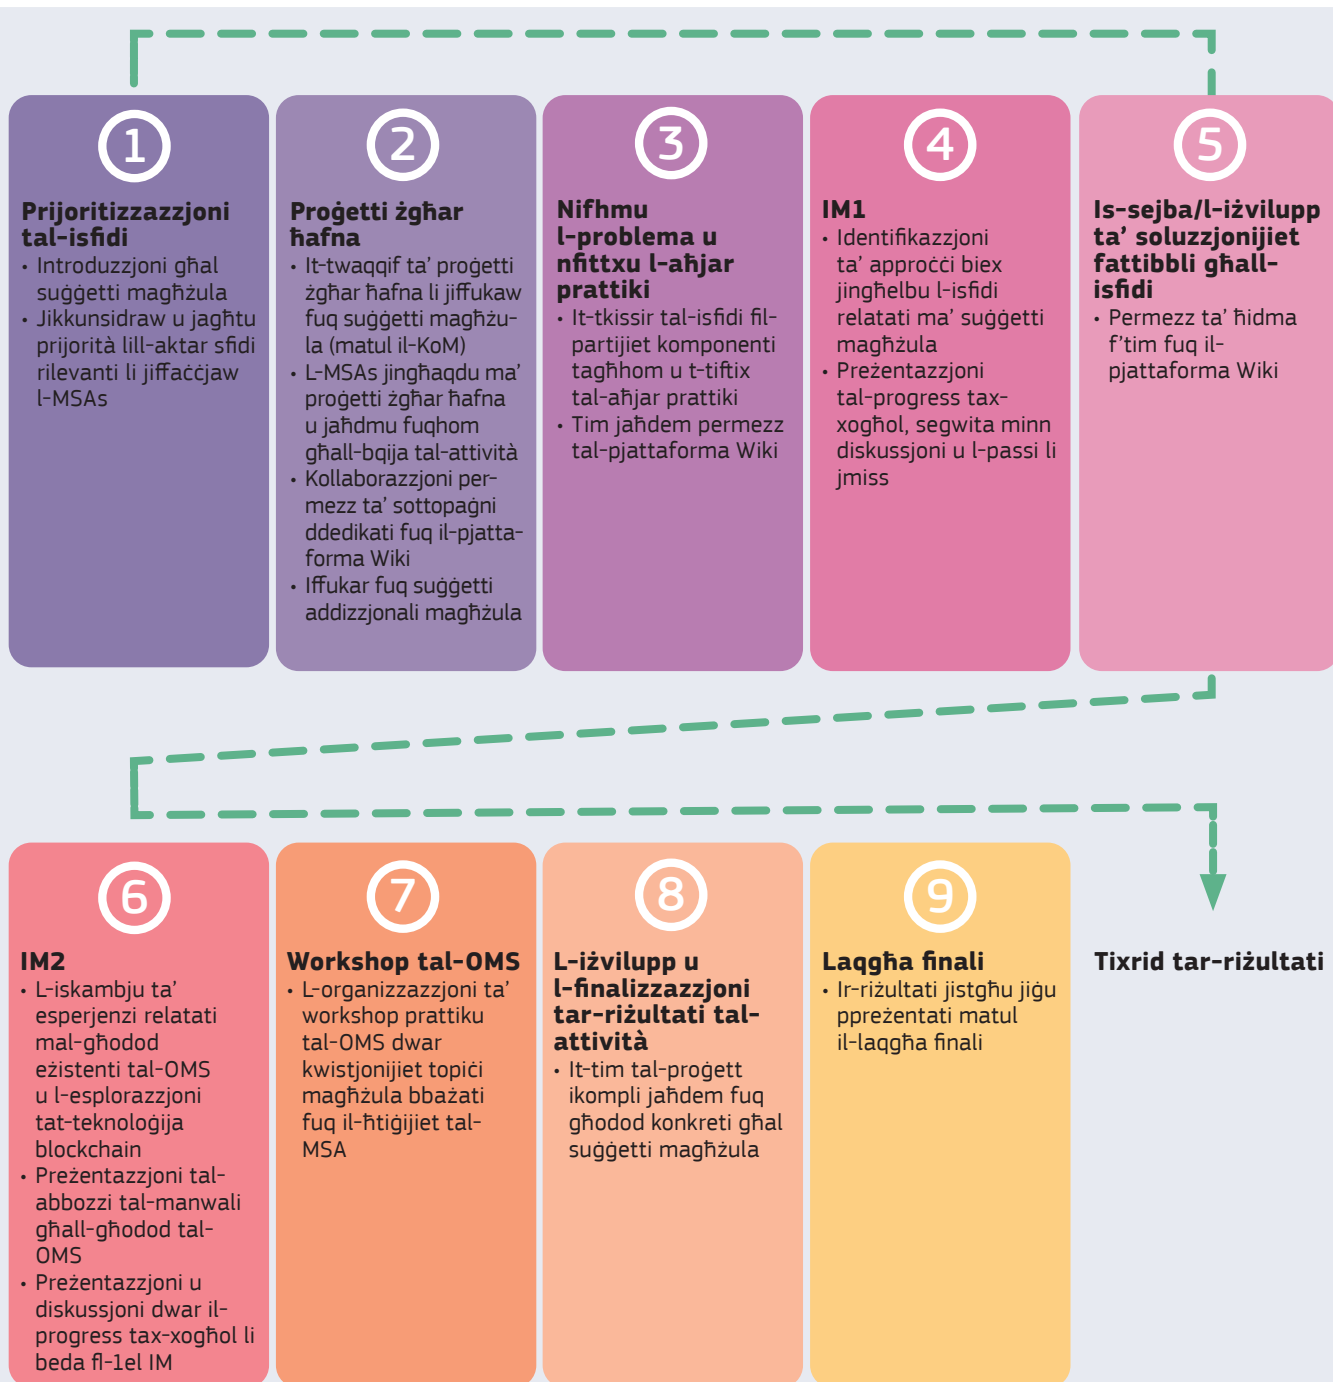 1
Prijoritizzazzjoni
tal-isfidi
• Introduzzjoni għal
suġġetti magħżula
• Jikkunsidraw u jagħtu
prijorità lill-aktar sfidi
rilevanti li jiffaċċjaw
l-MSAs
2
Proġetti żgħar
ħafna
• It-twaqqif ta’ proġetti
żgħar ħafna li jiffukaw
fuq suġġetti magħżu-
la (matul il-KoM)
• L-MSAs jingħaqdu ma’
proġetti żgħar ħafna
u jaħdmu fuqhom
għall-bqija tal-attività
• Kollaborazzjoni per-
mezz ta’ sottopaġni
ddedikati fuq il-pjatta-
forma Wiki
• Iffukar fuq suġġetti
addizzjonali magħżula
3
Nifhmu
l-problema u
nfittxu l-aħjar
prattiki
• It-tkissir tal-isfidi fil-
partijiet komponenti
tagħhom u t-tiftix
tal-aħjar prattiki
• Tim jaħdem permezz
tal-pjattaforma Wiki
4
IM1
• Identifikazzjoni
ta’ approċċi biex
jingħelbu l-isfidi
relatati ma’ suġġetti
magħżula
• Preżentazzjoni
tal-progress tax-
xogħol, segwita minn
diskussjoni u l-passi li
jmiss
5
Is-sejba/l-iżvilupp
ta’ soluzzjonijiet
fattibbli għall-
isfidi
• Permezz ta’ ħidma
f’tim fuq il-
pjattaforma Wiki
6
IM2
• L-iskambju ta’
esperjenzi relatati
mal-għodod
eżistenti tal-OMS
u l-esplorazzjoni
tat-teknoloġija
blockchain
• Preżentazzjoni tal-
abbozzi tal-manwali
għall-għodod tal-
OMS
• Preżentazzjoni u
diskussjoni dwar il-
progress tax-xogħol li
beda fl-1el IM
7
Workshop tal-OMS
• L-organizzazzjoni ta’
workshop prattiku
tal-OMS dwar
kwistjonijiet topiċi
magħżula bbażati
fuq il-ħtiġijiet tal-
MSA
8
L-iżvilupp u
l-finalizzazzjoni
tar-riżultati tal-
attività
• It-tim tal-proġett
ikompli jaħdem fuq
għodod konkreti għal
suġġetti magħżula
9
Laqgħa finali
• Ir-riżultati jistgħu jiġu
ppreżentati matul
il-laqgħa finali
Tixrid tar-riżultati